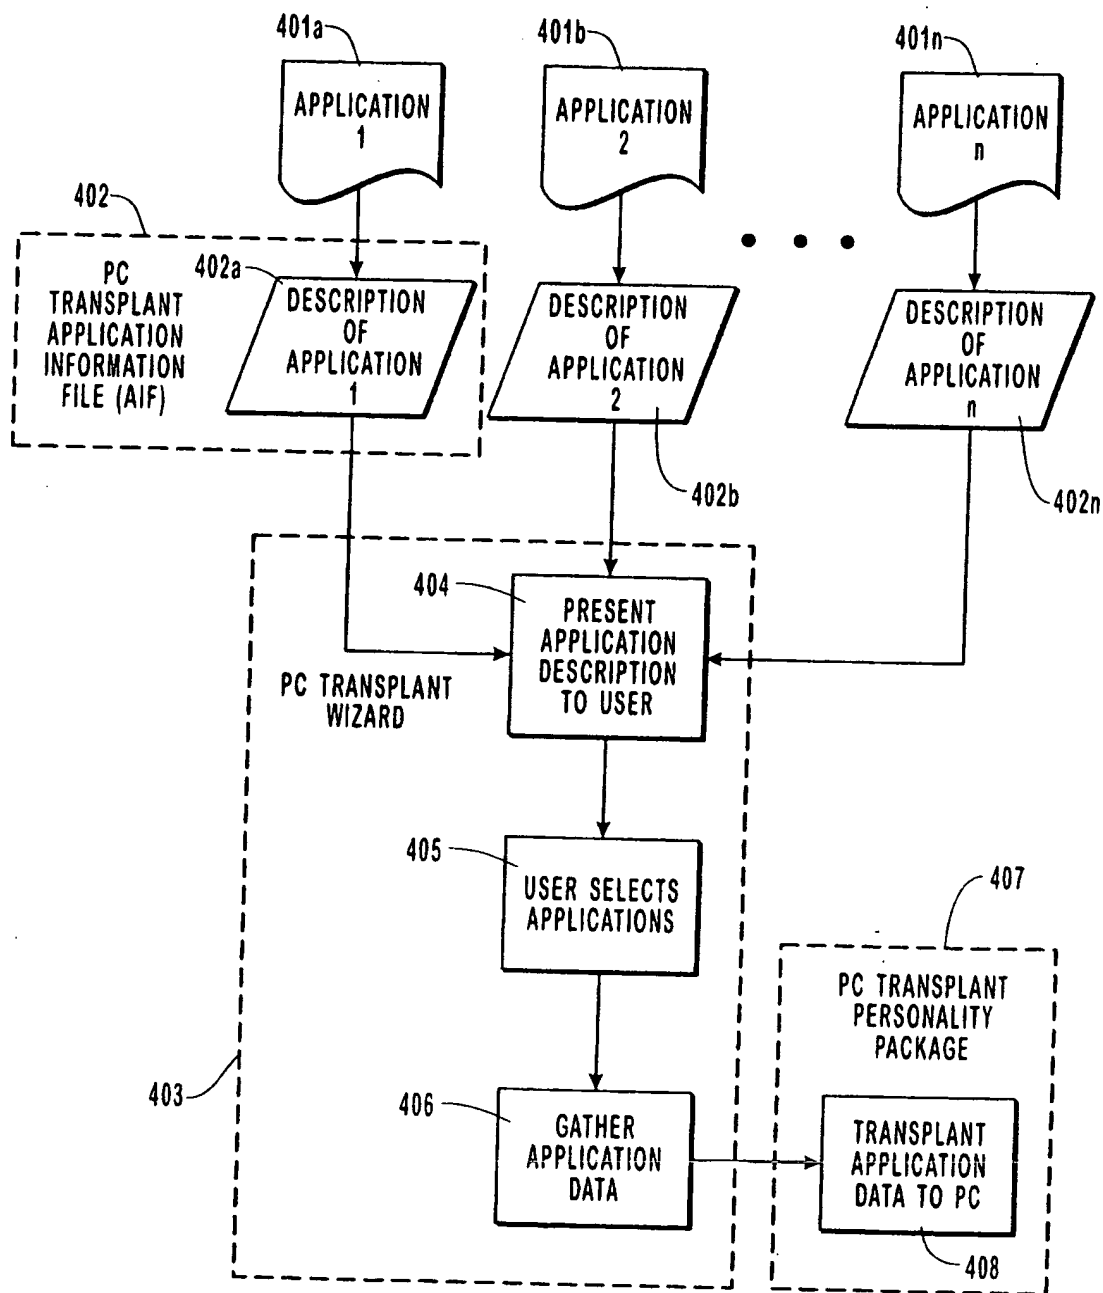 401a
401b
401n
APPLICATION
1
APPLICATION
2
APPLICATION
n
402
PC
TRANSPLANT
APPLICATION
INFORMATION
FILE (AIF)
402a
DESCRIPTION
OF
APPLICATION
1
DESCRIPTION
OF
APPLICATION
2
DESCRIPTION
OF
APPLICATION
n
402b
402n
404
PRESENT
APPLICATION
DESCRIPTION
TO USER
PC TRANSPLANT
WIZARD
405
USER SELECTS
APPLICATIONS
407
PC TRANSPLANT
PERSONALITY
PACKAGE
403
406
GATHER
APPLICATION
DATA
TRANSPLANT
APPLICATION
DATA TO PC
408